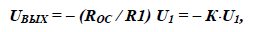 UВЫХ = – (RОС / R1) U1 = – K·U1,